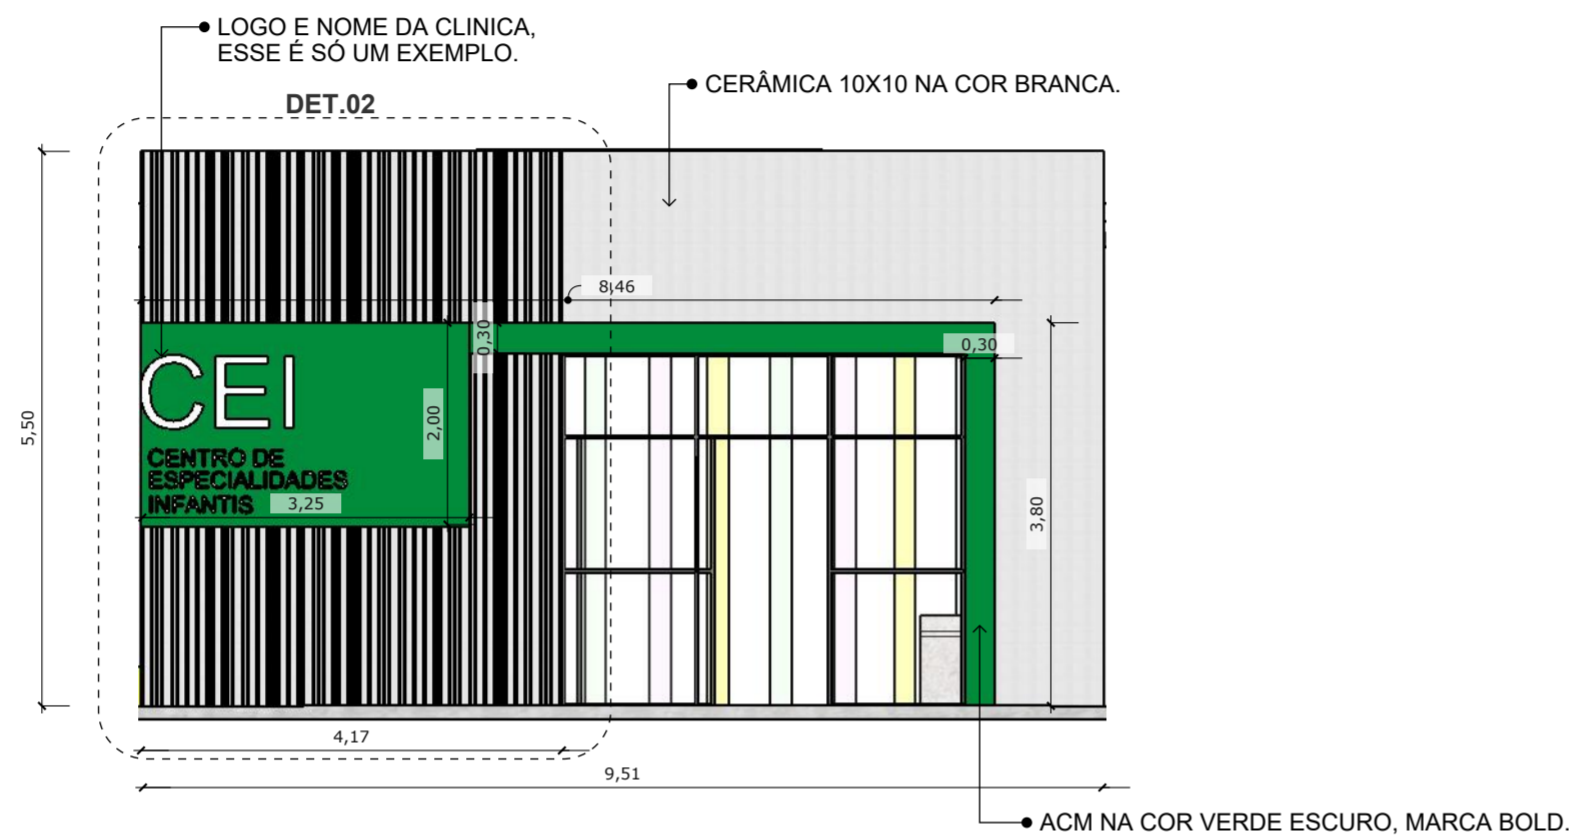 LOGO E NOME DA CLINICA,
ESSE É SÓ UM EXEMPLO.
CERÂMICA 10X10 NA COR BRANCA.
DET.02
8,46
0,30
0,30
CEI
2,00
5,50
CENTRO DE
ESPECIALIDADES
INFANTIS
3,25
3,80
4,17
9,51
ACM NA COR VERDE ESCURO, MARCA BOLD.